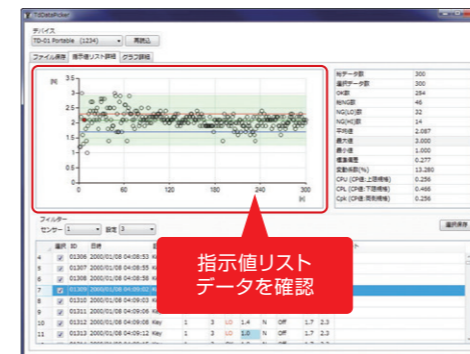 TdDataPicker
デバイス
TID-01 Portable (1234) 再読込
ファイル保存 指示値リスト詳細 グラフ詳細
[N]
3.5
3
2.5
2
1.5
1
0.5
0
0 60 120 180 240 300
[N]
総データ数 300
選択データ数 300
OK数 254
総NG数 46
NG(LO)数 32
NG(HI)数 14
平均値 2.087
最大値 3.000
最小値 1.000
標準偏差 0.277
変動係数(%) 13.280
CPU (CP値:上限規格) 0.256
CPL (CP値:下限規格) 0.466
Cpk (CP値:両側規格) 0.256
フィルター
センサー 1 設定 3
選択保存
選択 ID 日時
4 01306 2000/01/08 04:08:53
5 01307 2000/01/08 04:08:55
6 01308 2000/01/08 04:08:58
7 01309 2000/01/08 04:09:02
8 01310 2000/01/08 04:09:03
9 01311 2000/01/08 04:09:06
10 01312 2000/01/08 04:09:08 Key 1 3 LO 1.4 N Off 1.7 2.3
11 01313 2000/01/08 04:09:12 Key 1 3 LO 1.0 N Off 1.7 2.3
指示値リスト
データを確認